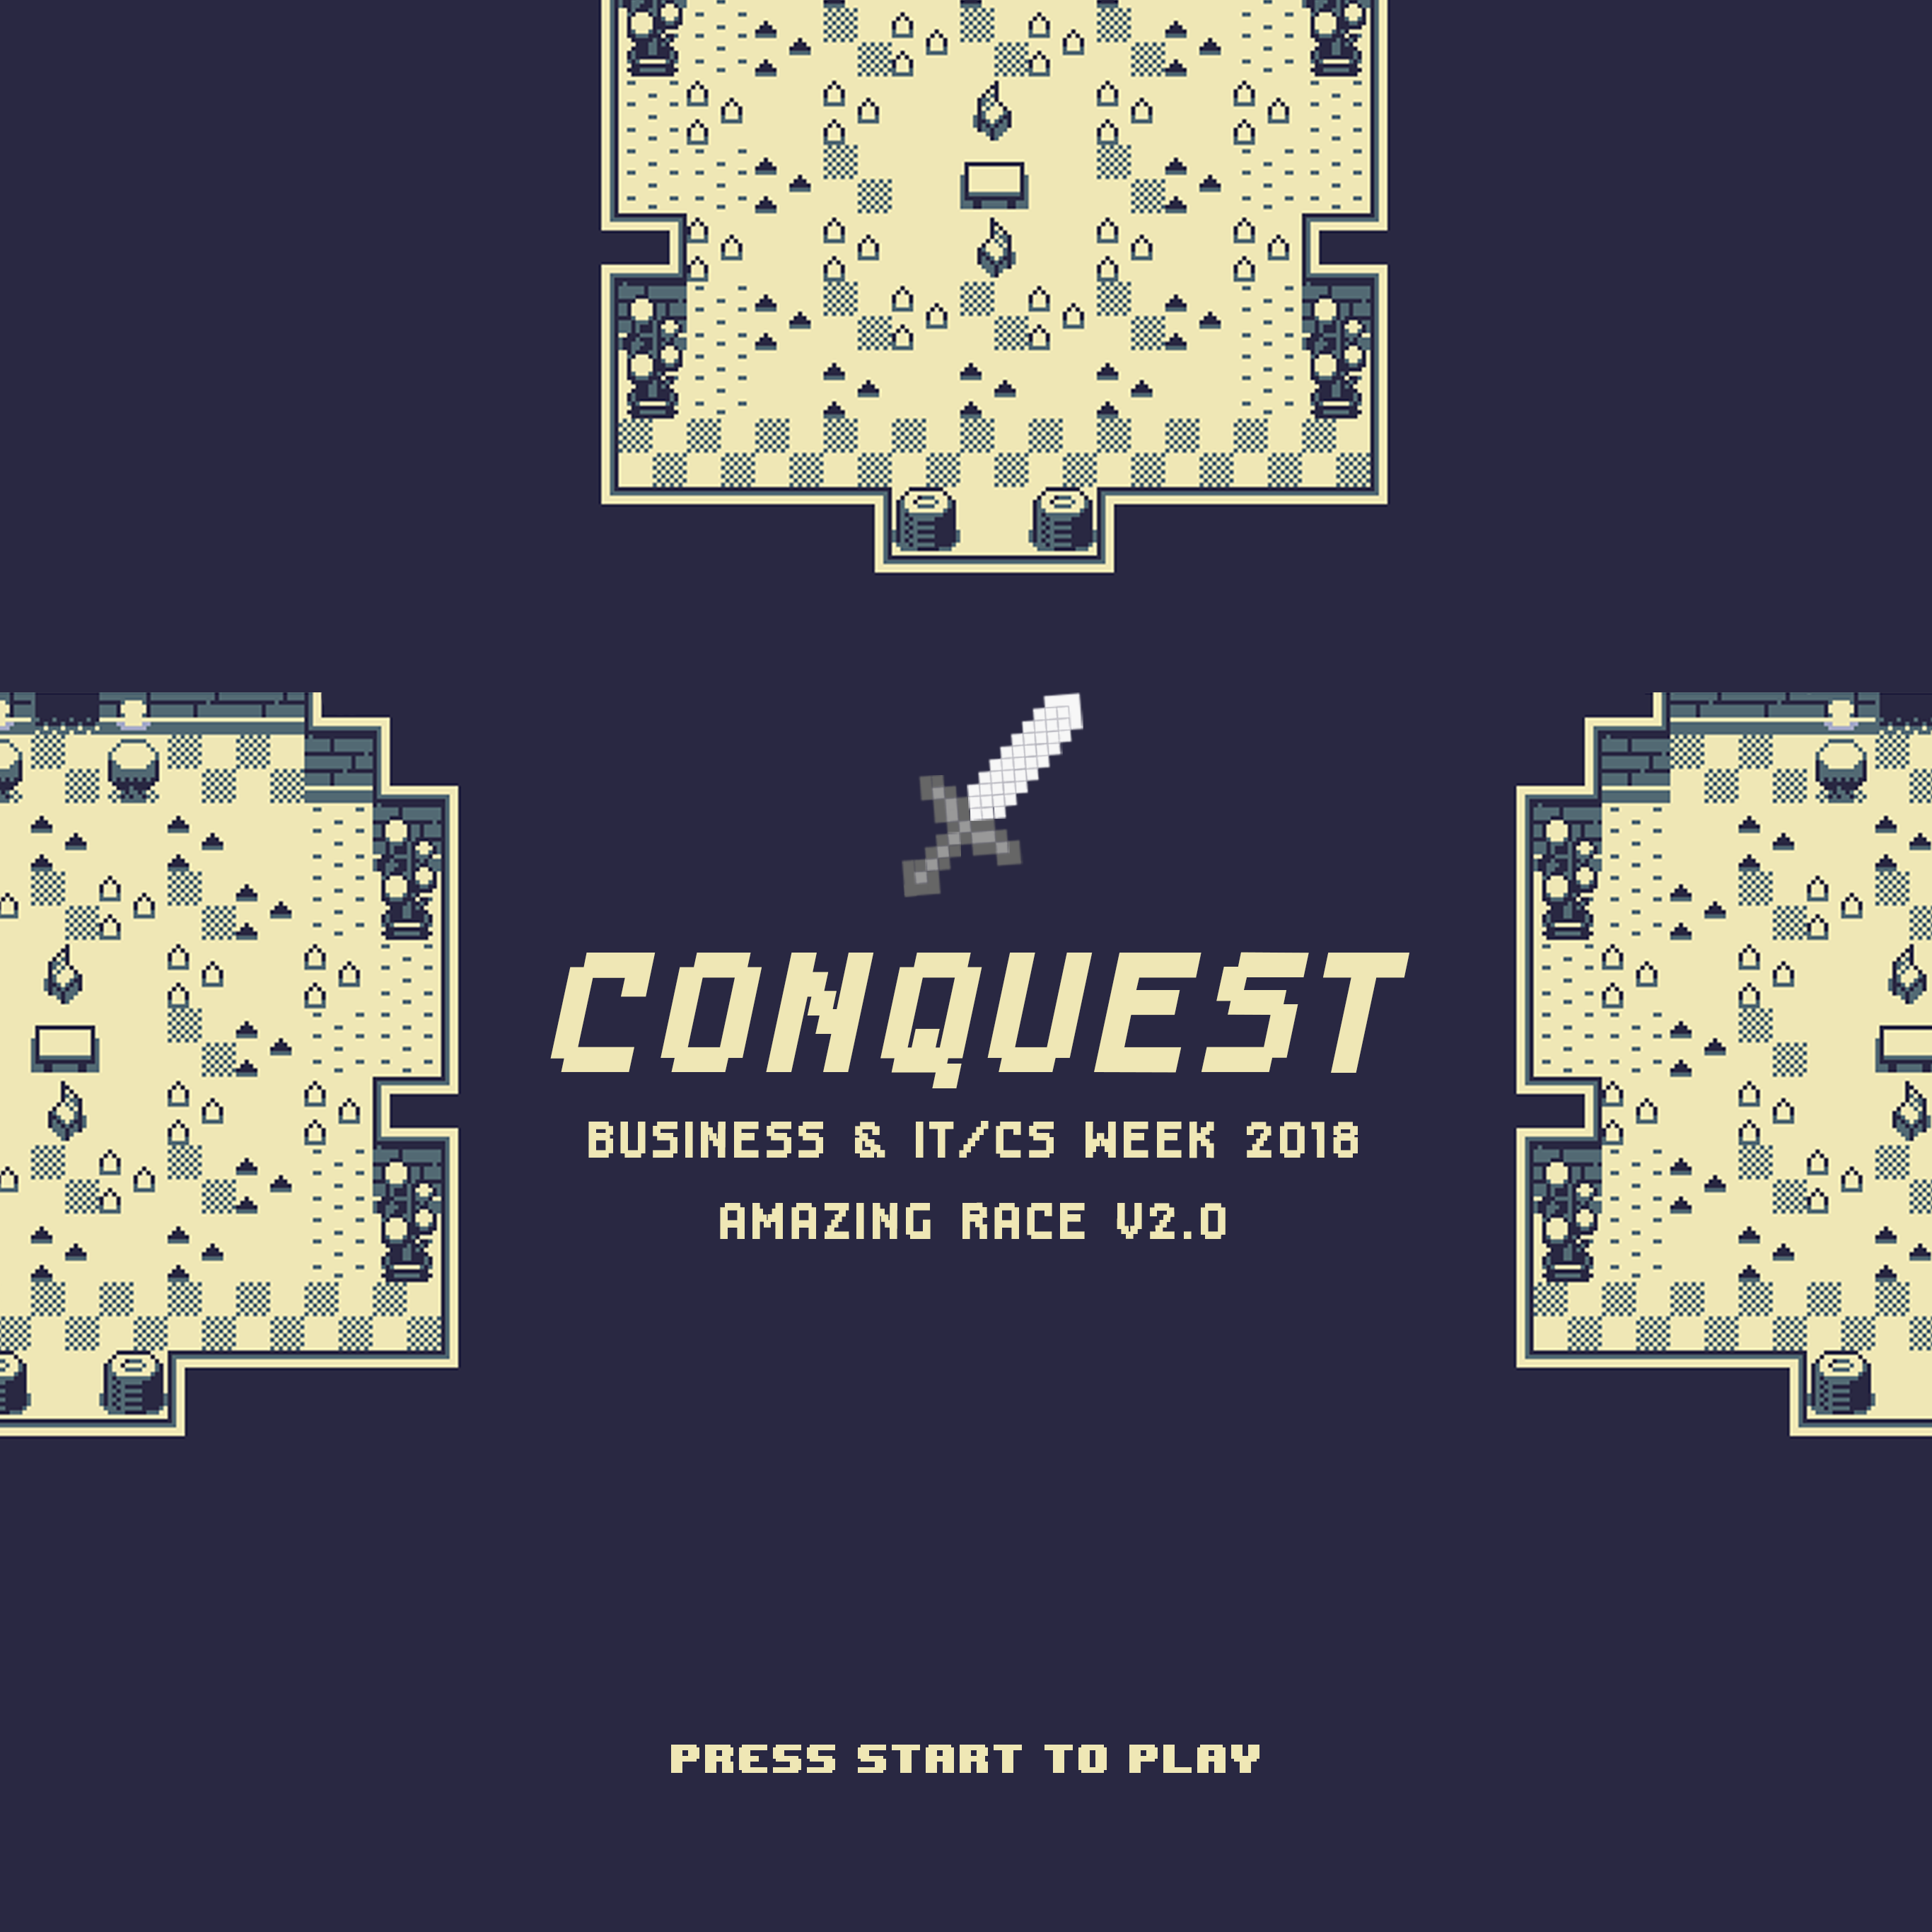 CONQUEST
BUSINESS & IT/CS WEEK 2018
AMAZING RACE V2.0
PRESS START TO PLAY